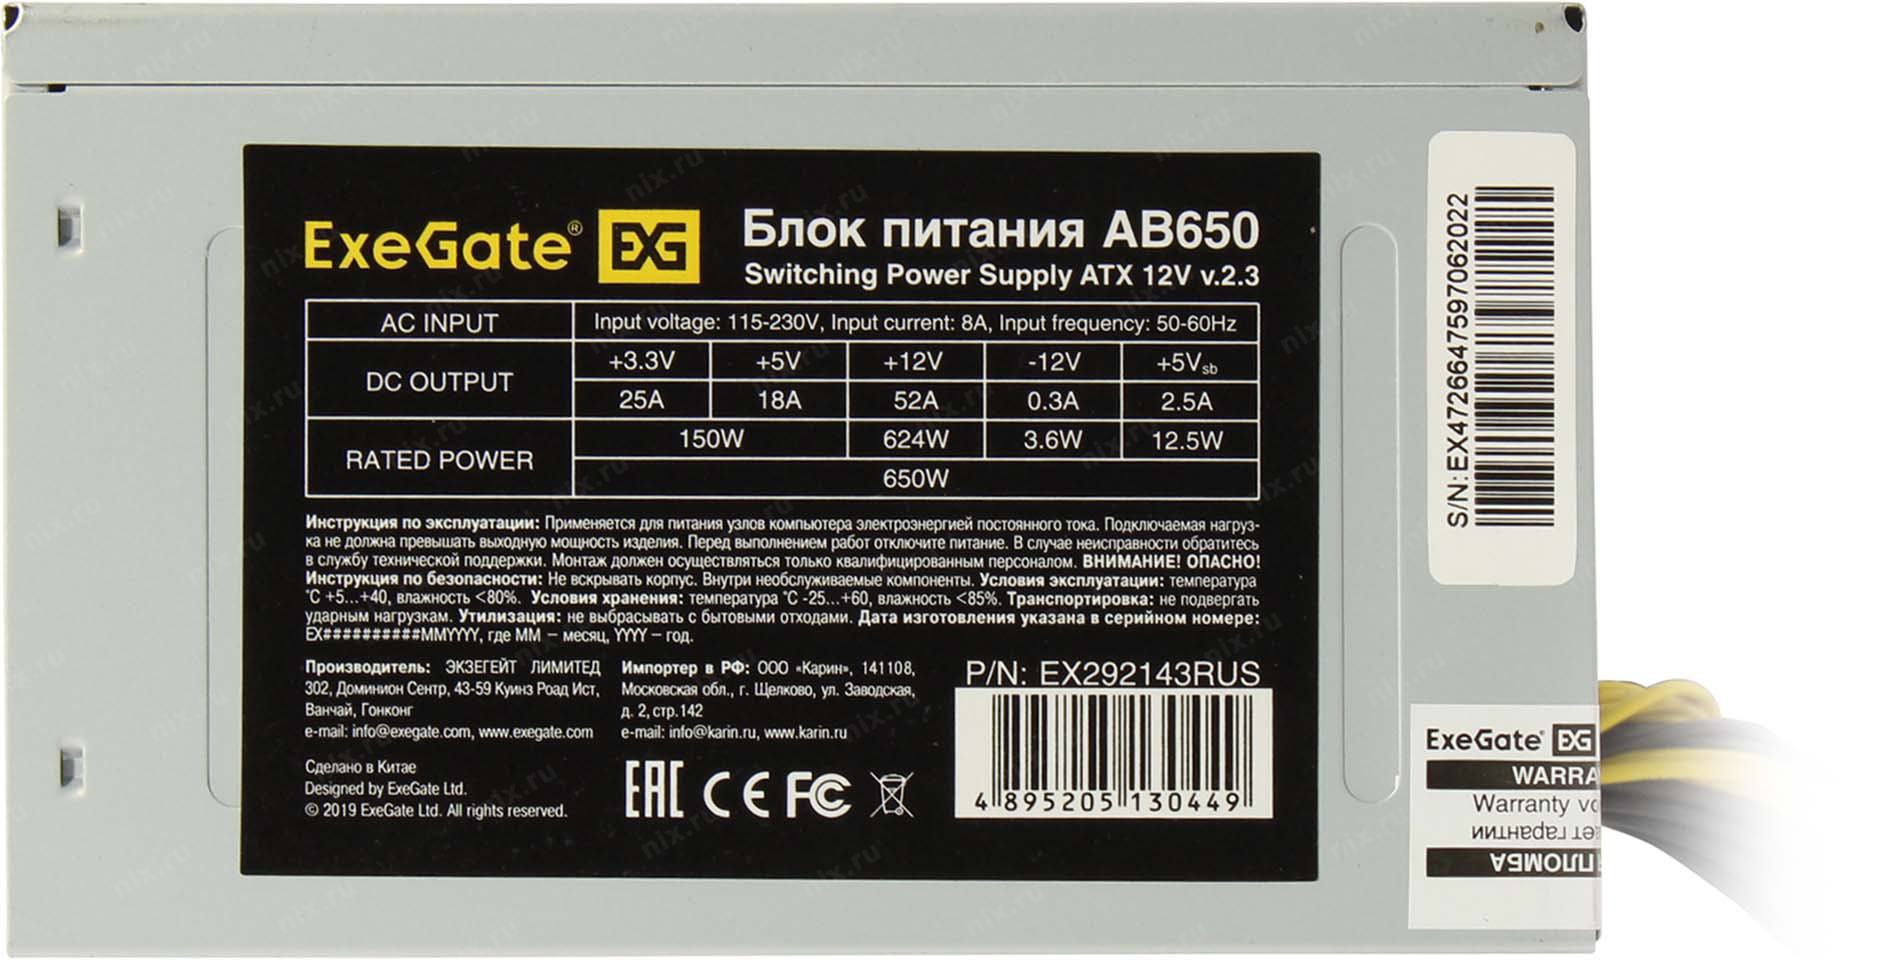 ExeGate® EXG
Блок питания AB650
Switching Power Supply ATX 12V v.2.3
AC INPUT Input voltage: 115-230V, Input current: 8A, Input frequency: 50-60Hz
DC OUTPUT +3.3V +5V +12V -12V +5Vsb
25A 18A 52A 0.3A 2.5A
RATED POWER 150W 624W 3.6W 12.5W
650W
Инструкция по эксплуатации: Применяется для питания узлов компьютера электроэнергией постоянного тока. Подключаемая нагруз-
ка не должна превышать выходную мощность изделия. Перед выполнением работ отключите питание. В случае неисправности обратитесь
в службу технической поддержки. Монтаж должен осуществляться только квалифицированным персоналом. ВНИМАНИЕ! ОПАСНО!
Инструкция по безопасности: Не вскрывать корпус. Внутри необслуживаемые компоненты. Условия эксплуатации: температура
°С +5...+40, влажность <80%. Условия хранения: температура °С -25...+60, влажность <85%. Транспортировка: не подвергать
ударным нагрузкам. Утилизация: не выбрасывать с бытовыми отходами. Дата изготовления указана в серийном номере:
EX##########MMYYYY, где ММ – месяц, YYYY – год.
Производитель: ЭКЗЕГЕЙТ ЛИМИТЕД
302, Доминион Сентр, 43-59 Куинз Роад Ист,
Ванчай, Гонконг
e-mail: info@exegate.com, www.exegate.com
Сделано в Китае
Designed by ExeGate Ltd.
© 2019 ExeGate Ltd. All rights reserved.
Импортер в РФ: ООО «Карин», 141108,
Московская обл., г. Щелково, ул. Заводская,
д. 2, стр.142
e-mail: info@karin.ru, www.karin.ru
EAC CE FC
P/N: EX292143RUS
4 895205 130449
S/N:EX4726647597062022
ExeGate® EXG
WARRA
Warranty vo
ет гарантии
ПЛОМБА
nix.ru